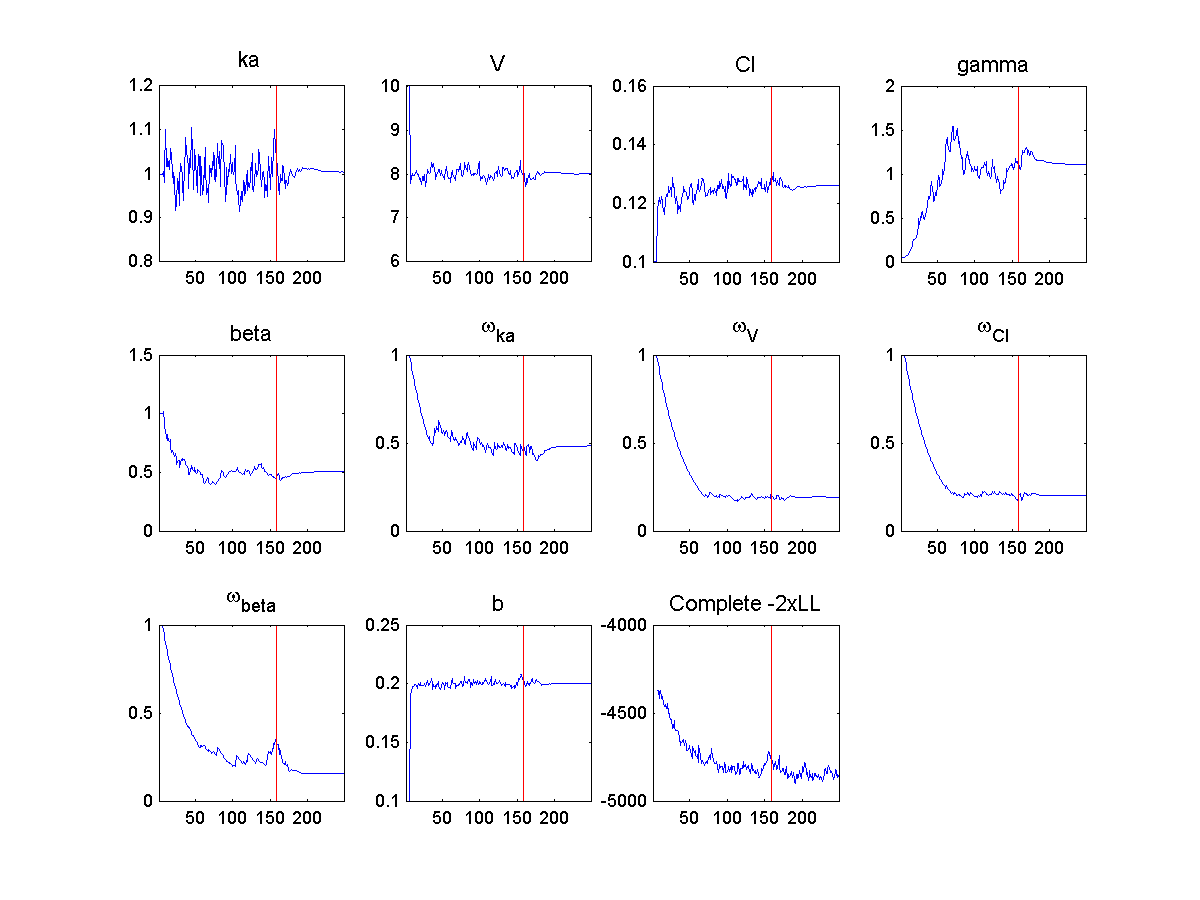 ka V Cl gamma
1.2 10 0.16 2
1.1 9 0.14 1.5
1 8 1
0.9 7 0.12 0.5
0.8 6 0.1 0
50 100 150 200 50 100 150 200 50 100 150 200 50 100 150 200
beta ωka ωV ωCl
1.5 1 1 1
1
0.5 0.5 0.5 0.5
0 0 0 0
50 100 150 200 50 100 150 200 50 100 150 200 50 100 150 200
ωbeta b Complete -2xLL
1 0.25 -4000
0.5 0.2 -4500
0.15
0 0.1 -5000
50 100 150 200 50 100 150 200 50 100 150 200